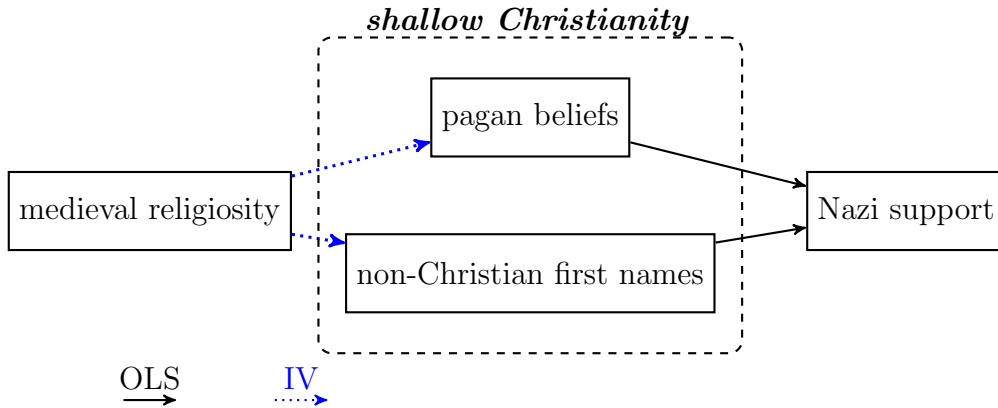 shallow Christianity
pagan beliefs
medieval religiosity
Nazi support
non-Christian first names
OLS
IV